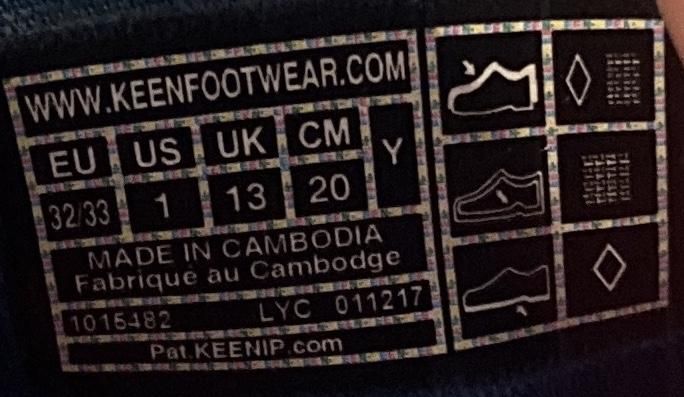 WWW.KEENFOOTWEAR.COM
EU US UK CM Y
32/33 1 13 20
MADE IN CAMBODIA
Fabriqué au Cambodge
1015482 LYC 011217
Pat.KEENIP.com